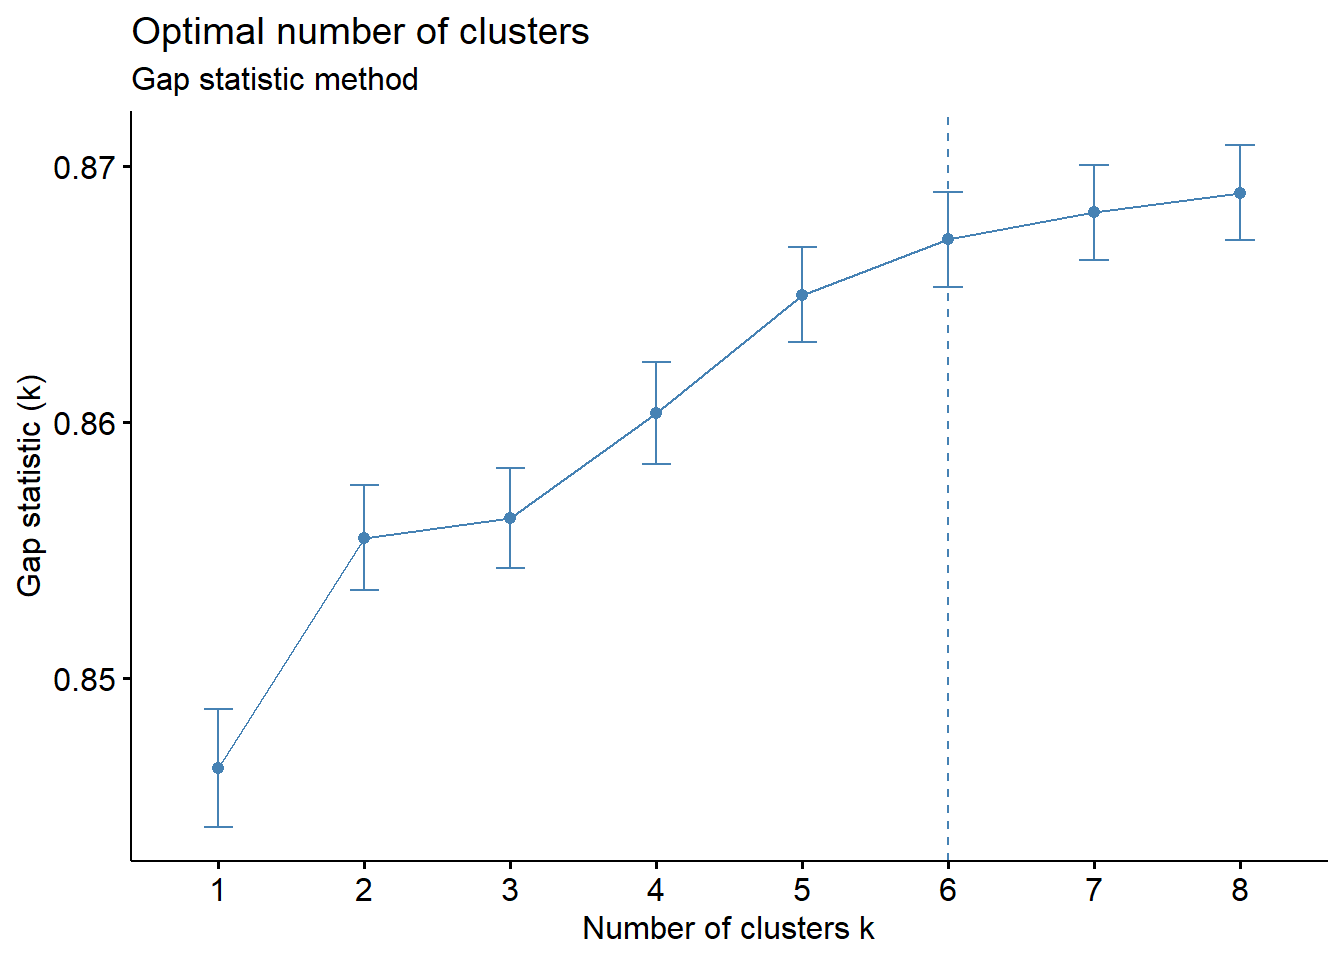 Optimal number of clusters
Gap statistic method
0.87
0.86
0.85
Gap statistic (k)
1 2 3 4 5 6 7 8
Number of clusters k